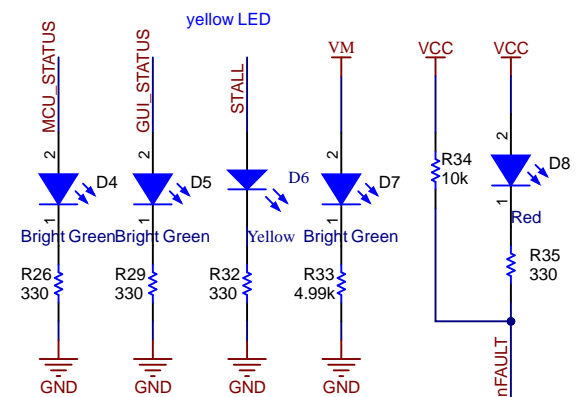 yellow LED
MCU_STATUS
GUI_STATUS
STALL
VM
VCC
VCC
2
2
2
2
D4
D5
D6
D7
D8
R34
10k
1
1
1
1
Bright Green
Bright Green
Yellow
Bright Green
Red
R26
330
R29
330
R32
330
R33
4.99k
R35
330
GND
GND
GND
GND
nFAULT